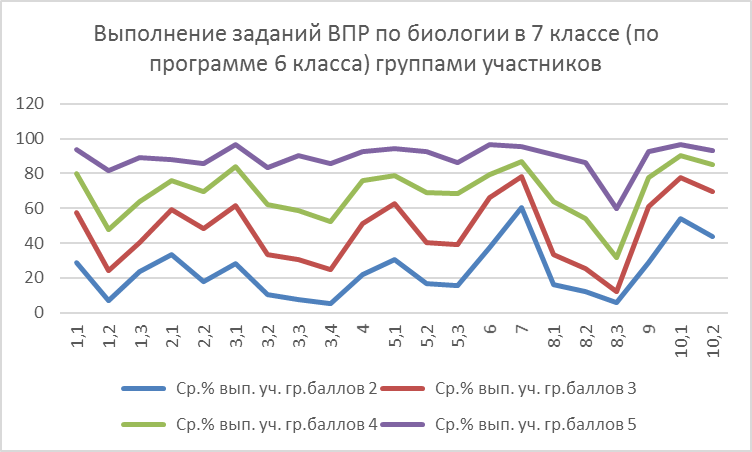 Выполнение заданий ВПР по биологии в 7 классе (по
программе 6 класса) группами участников
120
100
80
60
40
20
0
1,1 1,2 1,3 2,1 2,2 3,1 3,2 3,3 3,4 4 5,1 5,2 5,3 6 7 8,1 8,2 8,3 9 10,1 10,2
Ср.% вып. уч. гр.баллов 2 Ср.% вып. уч. гр.баллов 3
Ср.% вып. уч. гр.баллов 4 Ср.% вып. уч. гр.баллов 5